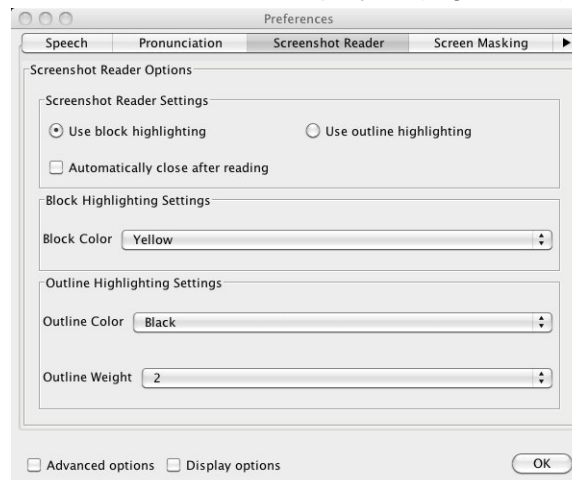 Preferences
Speech Pronunciation Screenshot Reader Screen Masking
Screenshot Reader Options
Screenshot Reader Settings
Use block highlighting Use outline highlighting
Automatically close after reading
Block Highlighting Settings
Block Color Yellow
Outline Highlighting Settings
Outline Color Black
Outline Weight 2
Advanced options Display options OK